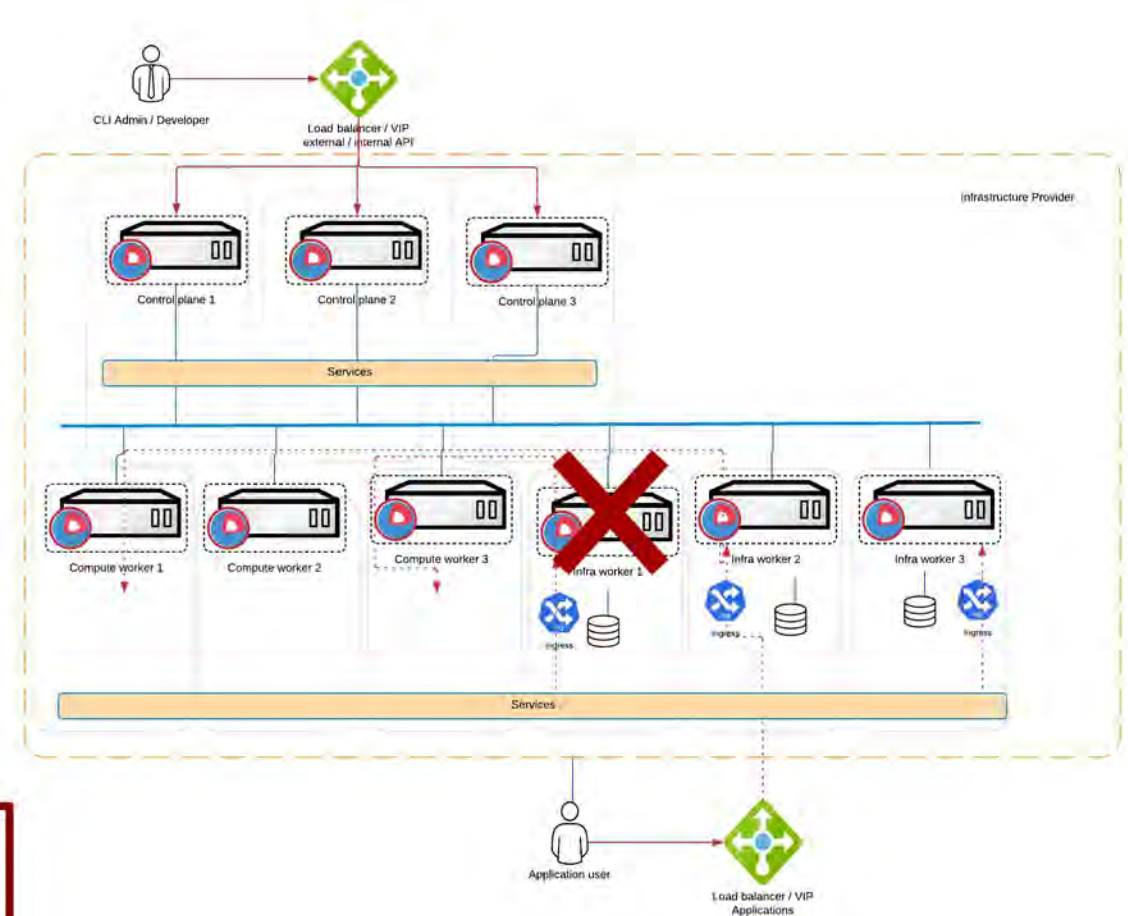 CLI Admin / Developer
Load balancer / VIP
external / internal API
Infrastructure Provider
Control plane 1
Control plane 2
Control plane 3
Services
Compute worker 1
Compute worker 2
Compute worker 3
Infra worker 1
Infra worker 2
Infra worker 3
Ingress
Ingress
Ingress
Services
Application user
Load balancer / VIP
Applications